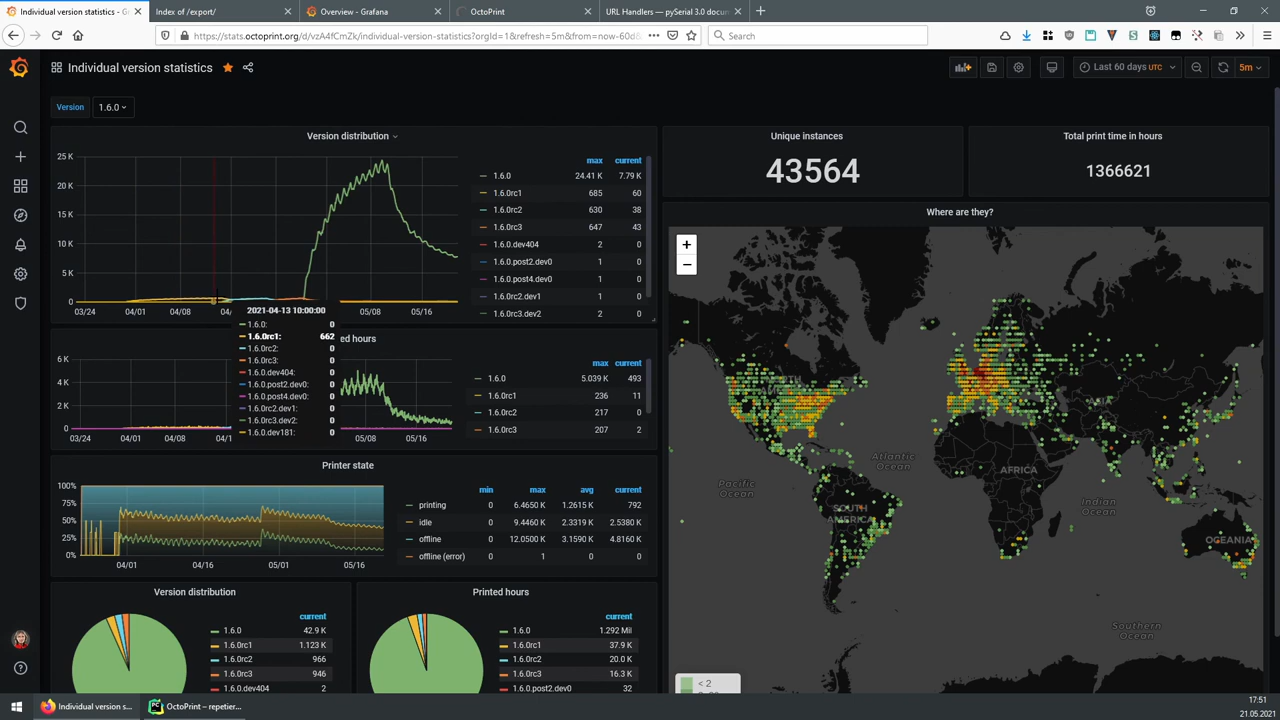 Individual version statistics - G
Index of /export/
Overview - Grafana
OctoPrint
URL Handlers — pySerial 3.0 docum
https://stats.octoprint.org/d/vzA4fCmZk/individual-version-statistics?orgId=1&refresh=5m&from=now-60d&
Search
Individual version statistics
Last 60 days UTC
5m
Version
1.6.0
Version distribution
25 K
20 K
15 K
10 K
5 K
0
03/24
04/01
04/08
05/08
05/16
max current
1.6.0 24.41 K 7.79 K
1.6.0rc1 685 60
1.6.0rc2 630 38
1.6.0rc3 647 43
1.6.0.dev404 2 0
1.6.0.post2.dev0 1 0
1.6.0.post4.dev0 1 0
1.6.0rc2.dev1 1 0
1.6.0rc3.dev2 2 0
2021-04-13 10:00:00
1.6.0: 0
1.6.0rc1: 662
1.6.0rc2: 0
1.6.0rc3: 0
1.6.0.dev404: 0
1.6.0.post2.dev0: 0
1.6.0.post4.dev0: 0
1.6.0rc2.dev1: 0
1.6.0rc3.dev2: 0
1.6.0.dev181: 0
ed hours
6 K
4 K
2 K
0
03/24
04/01
04/08
04/1
05/08
05/16
max current
1.6.0 5.039 K 493
1.6.0rc1 236 11
1.6.0rc2 217 0
1.6.0rc3 207 2
Printer state
100%
75%
50%
25%
0%
04/01
04/16
05/01
05/16
min max avg current
printing 0 6.4650 K 1.2615 K 792
idle 0 9.4460 K 2.3319 K 2.5380 K
offline 0 12.0500 K 3.1590 K 4.8160 K
offline (error) 0 1 0 0
Version distribution
current
1.6.0 42.9 K
1.6.0rc1 1.123 K
1.6.0rc2 966
1.6.0rc3 946
1.6.0.dev404 2
Printed hours
current
1.6.0 1.292 Mil
1.6.0rc1 37.9 K
1.6.0rc2 20.0 K
1.6.0rc3 16.3 K
1.6.0.post2.dev0 32
Unique instances
43564
Total print time in hours
1366621
Where are they?
+
−
NORTH
ASIA
Atlantic
Ocean
AFRICA
Pacific
Ocean
Indian
Ocean
SOUTH
AMERICA
OCEANIA
Southern
Ocean
< 2
Individual version s...
OctoPrint – repetier...
17:51
21.05.2021